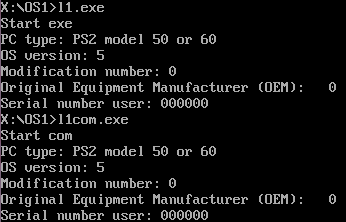 X:\OS1>l1.exe
Start exe
PC type: PS2 model 50 or 60
OS version: 5
Modification number: 0
Original Equipment Manufacturer (OEM):   0
Serial number user: 000000
X:\OS1>l1com.exe
Start com
PC type: PS2 model 50 or 60
OS version: 5
Modification number: 0
Original Equipment Manufacturer (OEM):   0
Serial number user: 000000